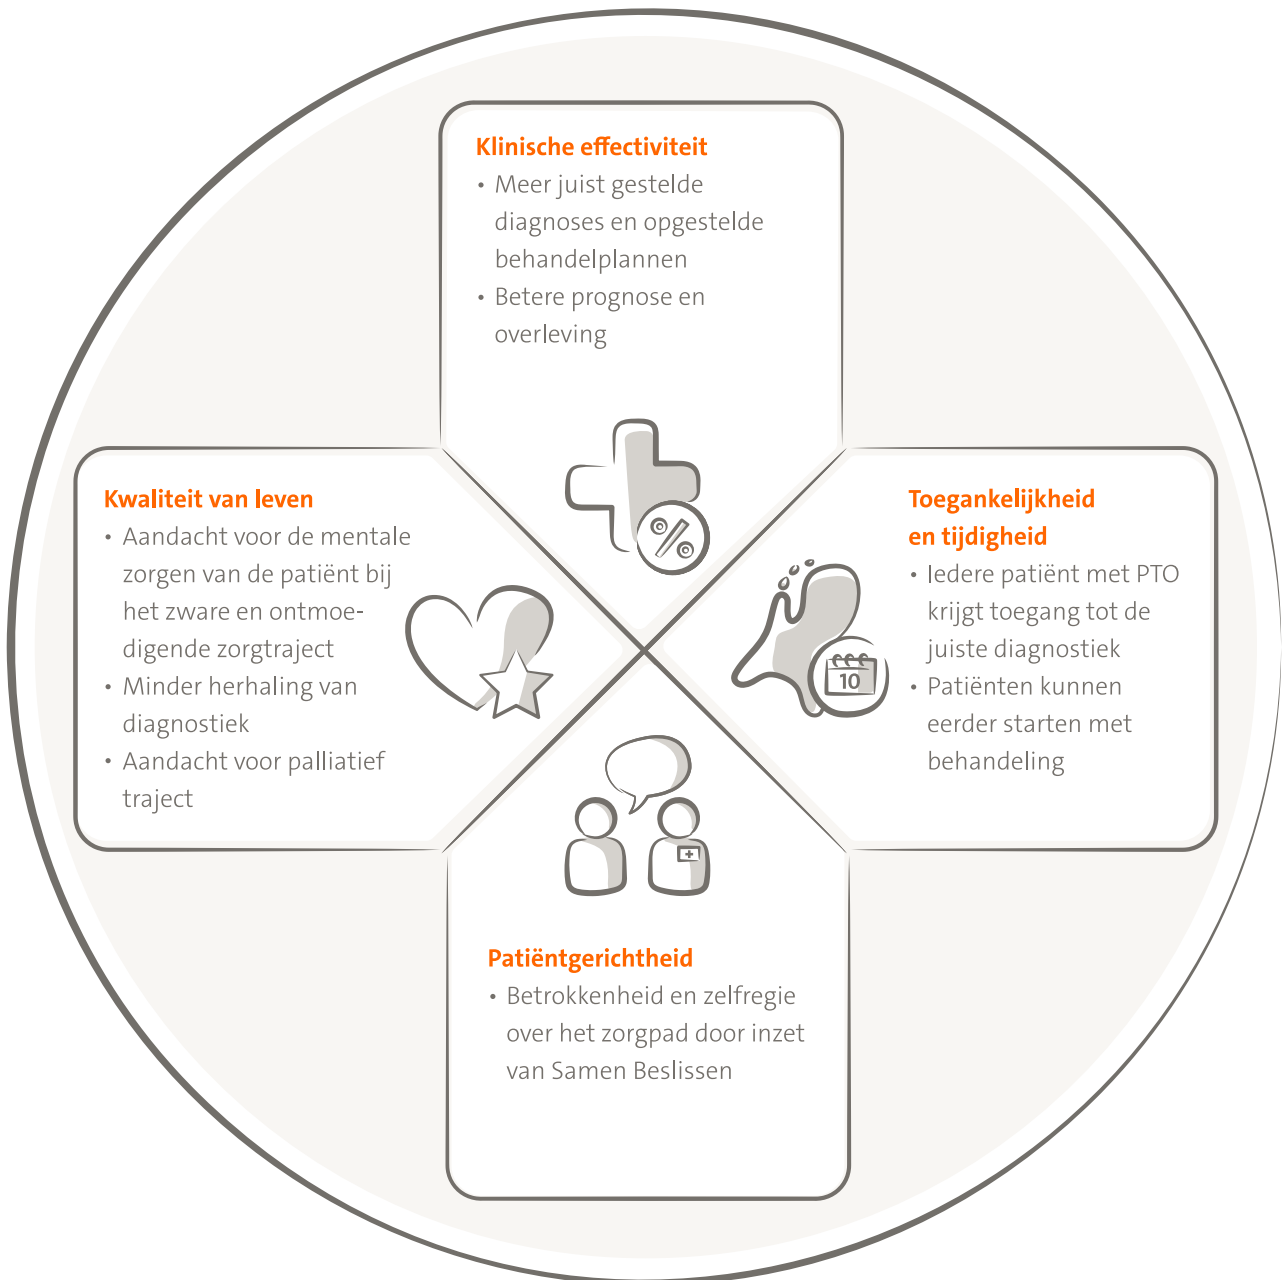 Klinische effectiviteit
• Meer juist gestelde
diagnoses en opgestelde
behandelplannen
• Betere prognose en
overleving
Kwaliteit van leven
• Aandacht voor de mentale
zorgen van de patiënt bij
het zware en ontmoe-
digende zorgtraject
• Minder herhaling van
diagnostiek
• Aandacht voor palliatief
traject
Toegankelijkheid
en tijdigheid
• Iedere patiënt met PTO
krijgt toegang tot de
juiste diagnostiek
• Patiënten kunnen
eerder starten met
behandeling
10
Patiëntgerichtheid
• Betrokkenheid en zelfregie
over het zorgpad door inzet
van Samen Beslissen